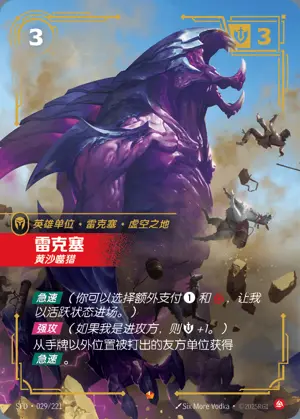 3
3
英雄单位·雷克塞·虚空之地
雷克塞
黄沙噬猎
急速(你可以选择额外支付1和,让我
以活跃状态进场。)
强攻(如果我是进攻方,则+1。)
从手牌以外位置被打出的友方单位获得
急速。
SFD·029/221
Six More Vodka